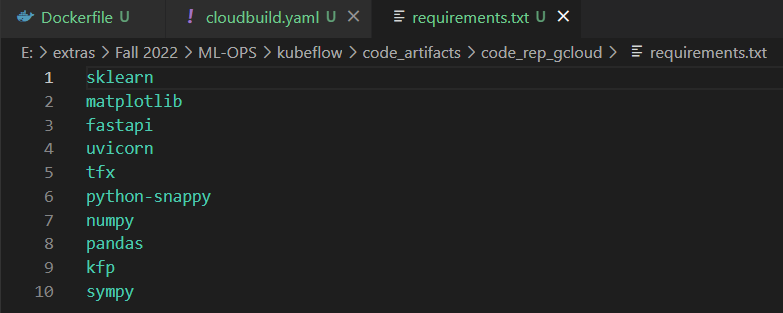 Dockerfile U ! cloudbuild.yaml U × requirements.txt U ×
E: > extras > Fall 2022 > ML-OPS > kubeflow > code_artifacts > code_rep_gcloud > requirements.txt
1 sklearn
2 matplotlib
3 fastapi
4 uvicorn
5 tfx
6 python-snappy
7 numpy
8 pandas
9 kfp
10 sympy